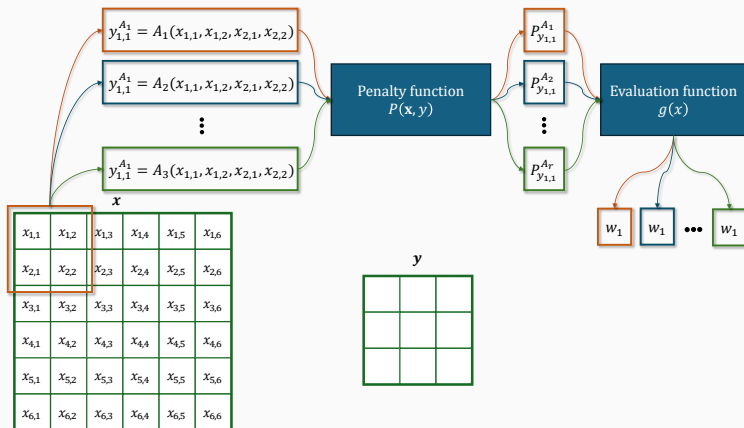 y_{1,1}^{A_1} = A_1(x_{1,1}, x_{1,2}, x_{2,1}, x_{2,2})
y_{1,1}^{A_1} = A_2(x_{1,1}, x_{1,2}, x_{2,1}, x_{2,2})
⋮
y_{1,1}^{A_1} = A_3(x_{1,1}, x_{1,2}, x_{2,1}, x_{2,2})
Penalty function
P(x, y)
P_{y_{1,1}}^{A_1}
P_{y_{1,1}}^{A_2}
⋮
P_{y_{1,1}}^{A_r}
Evaluation function
g(x)
w_1 w_1 ••• w_1
x
x_{1,1} x_{1,2} x_{1,3} x_{1,4} x_{1,5} x_{1,6}
x_{2,1} x_{2,2} x_{2,3} x_{2,4} x_{2,5} x_{2,6}
x_{3,1} x_{3,2} x_{3,3} x_{3,4} x_{3,5} x_{3,6}
x_{4,1} x_{4,2} x_{4,3} x_{4,4} x_{4,5} x_{4,6}
x_{5,1} x_{5,2} x_{5,3} x_{5,4} x_{5,5} x_{5,6}
x_{6,1} x_{6,2} x_{6,3} x_{6,4} x_{6,5} x_{6,6}
y